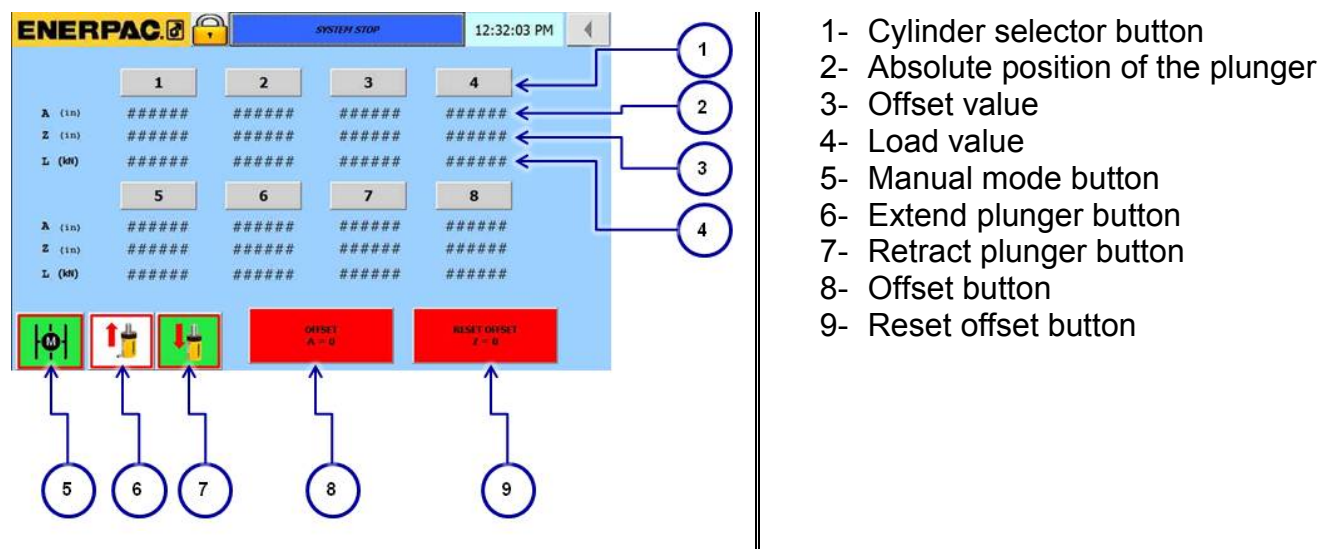 ENERPAC. SYSTEM STOP 12:32:03 PM
1 2 3 4
A (in) ###### ###### ###### ######
Z (in) ###### ###### ###### ######
L (kN) ###### ###### ###### ######
5 6 7 8
A (in) ###### ###### ###### ######
Z (in) ###### ###### ###### ######
L (kN) ###### ###### ###### ######
M
OFFSET
A = 0
RESET OFFSET
Z = 0
1
2
3
4
5 6 7 8 9
1- Cylinder selector button
2- Absolute position of the plunger
3- Offset value
4- Load value
5- Manual mode button
6- Extend plunger button
7- Retract plunger button
8- Offset button
9- Reset offset button